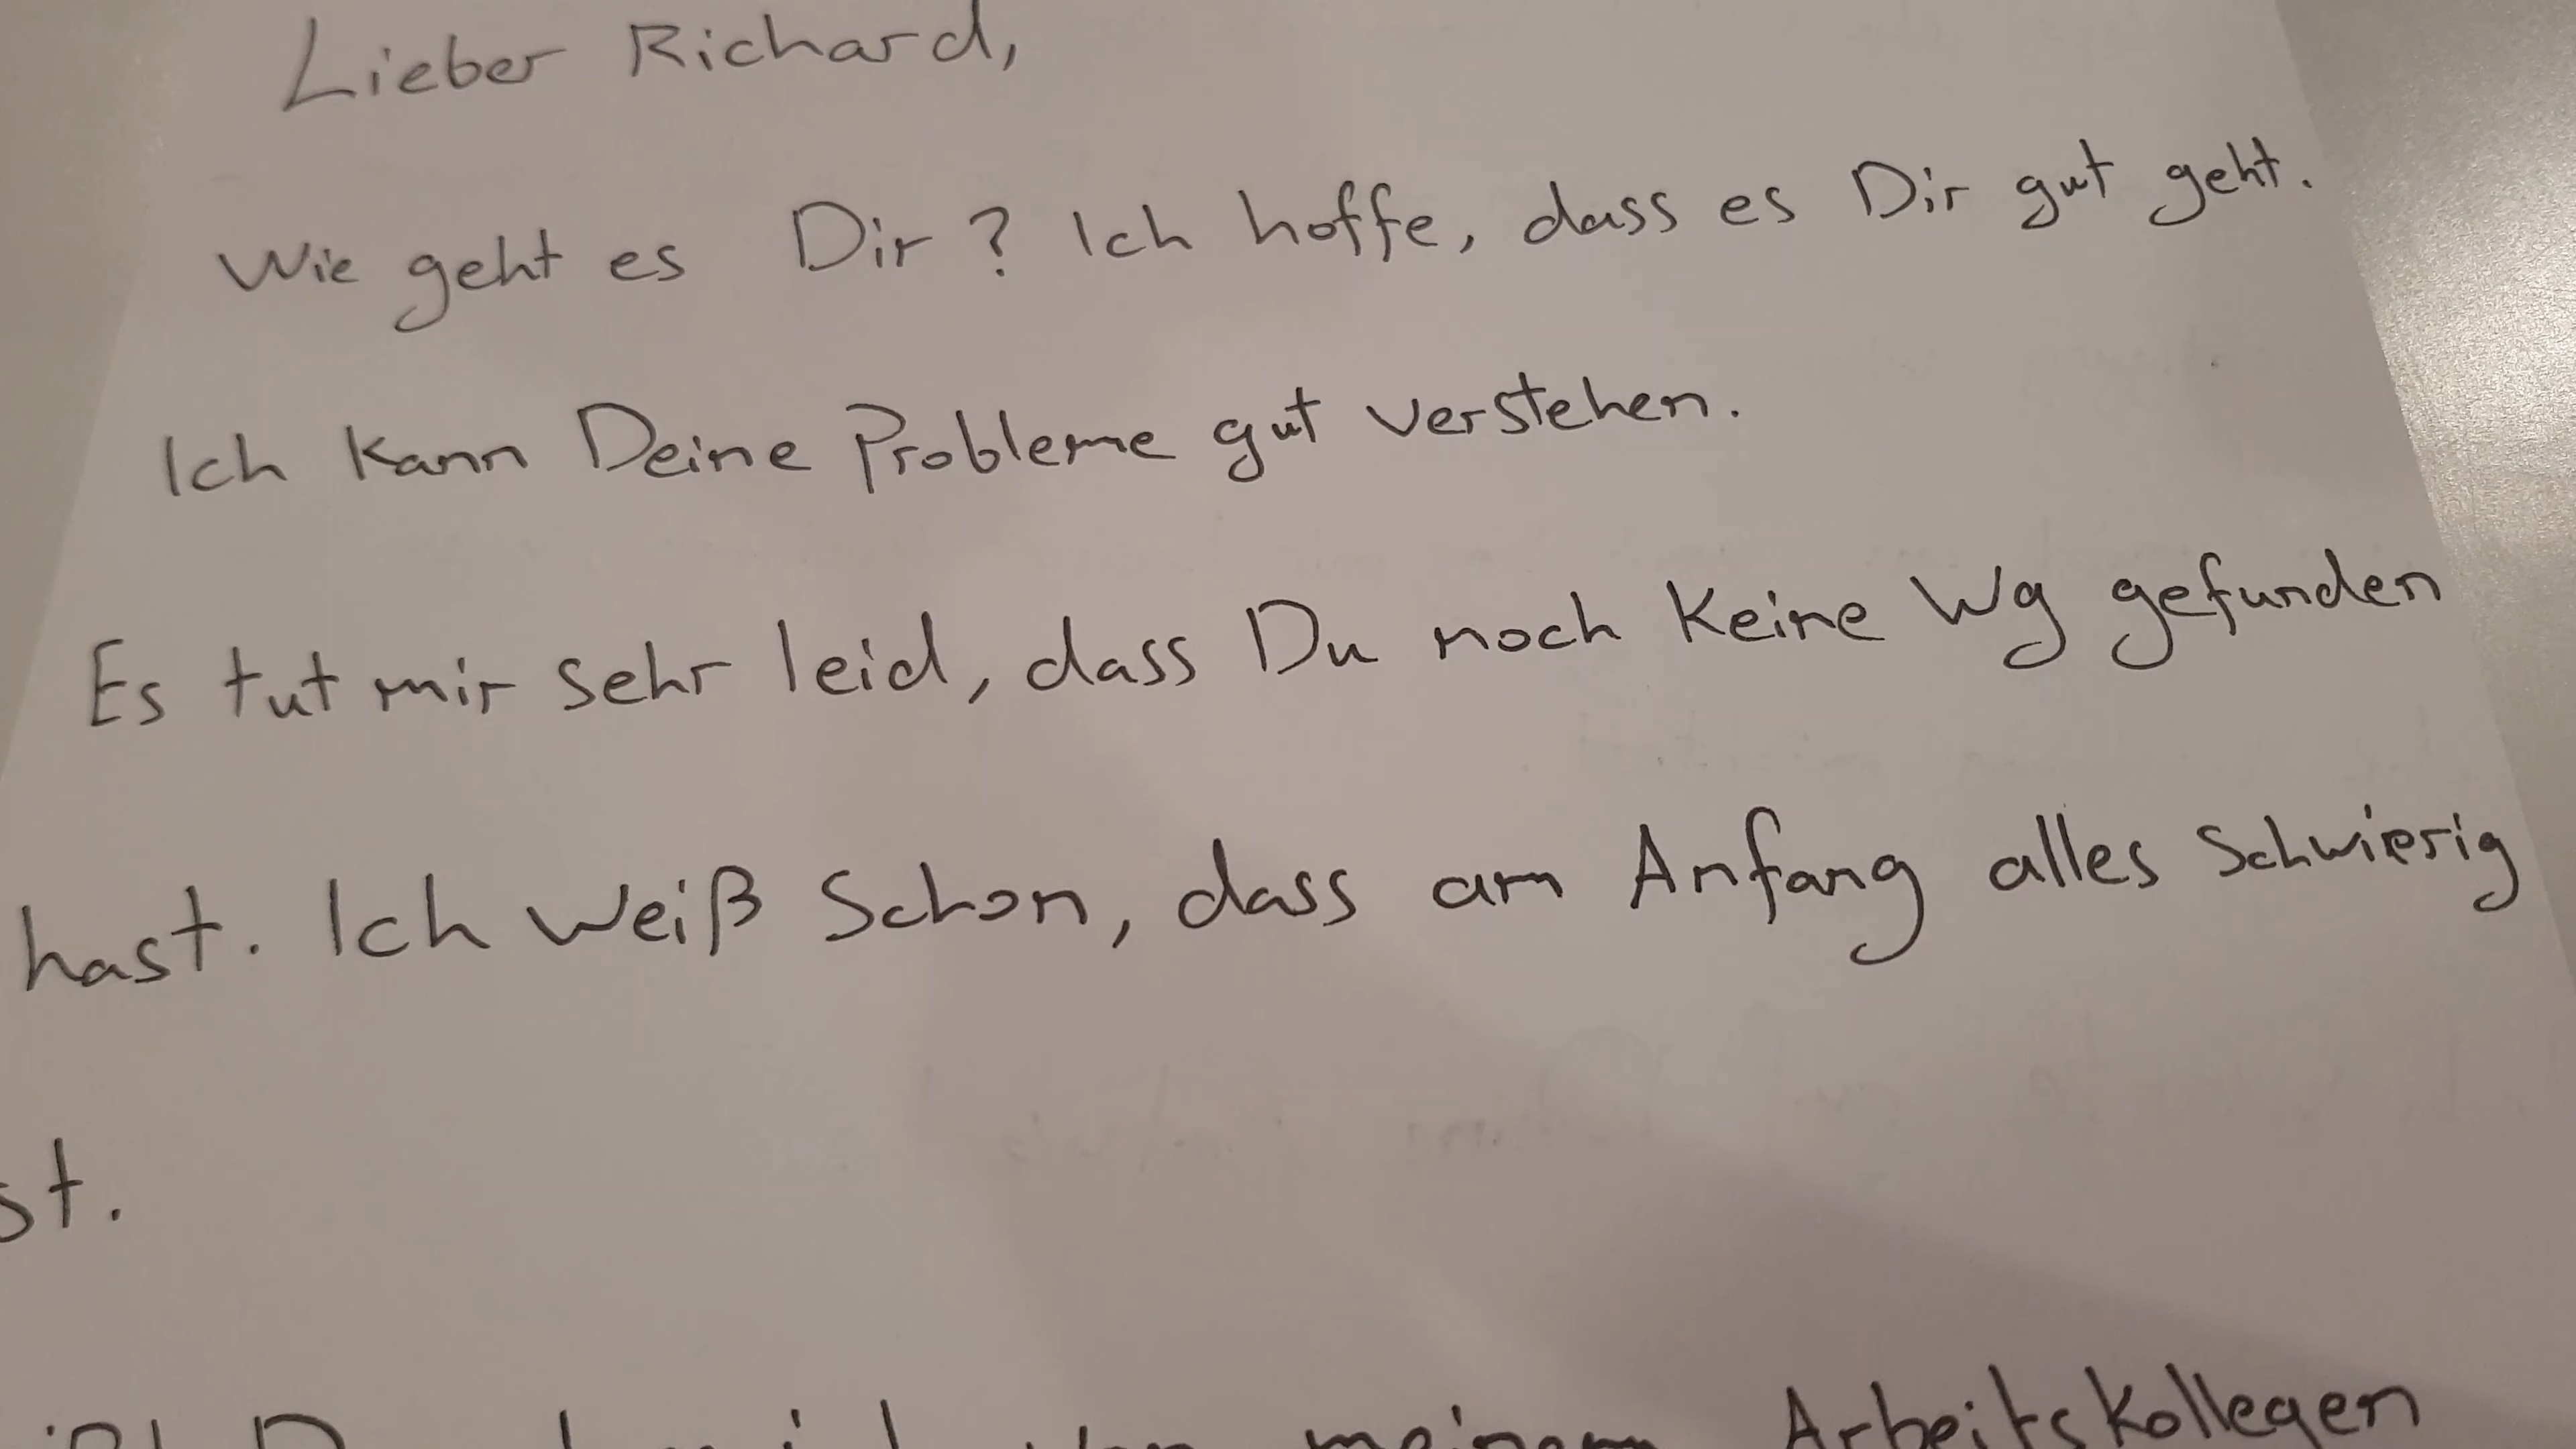 Lieber Richard,
Wie geht es Dir? Ich hoffe, dass es Dir gut geht.
Ich kann Deine Probleme gut verstehen.
Es tut mir sehr leid, dass Du noch keine Wg gefunden
hast. Ich weiß schon, dass am Anfang alles schwierig
st.
meinem Arbeitskollegen